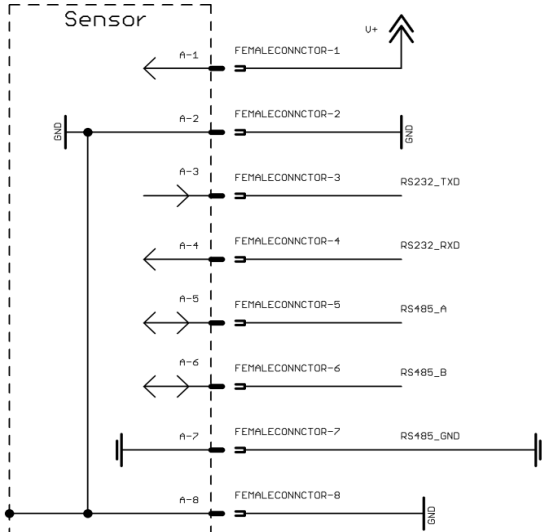 Sensor
V+
A-1 FEMALECONNCTOR-1
GND A-2 FEMALECONNCTOR-2 GND
A-3 FEMALECONNCTOR-3 RS232_TXD
A-4 FEMALECONNCTOR-4 RS232_RXD
A-5 FEMALECONNCTOR-5 RS485_A
A-6 FEMALECONNCTOR-6 RS485_B
A-7 FEMALECONNCTOR-7 RS485_GND
A-8 FEMALECONNCTOR-8 GND